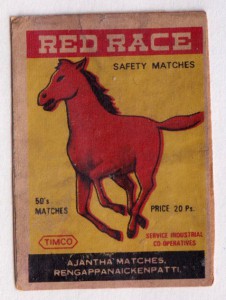 RED RACE
SAFETY MATCHES
50's
MATCHES
PRICE 20 Ps.
TIMCO
SERVICE INDUSTRIAL
CO-OPERATIVES
AJANTHA MATCHES,
RENGAPPANAICKENPATTI.